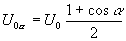 U₀α = U₀ (1 + cos α) / 2